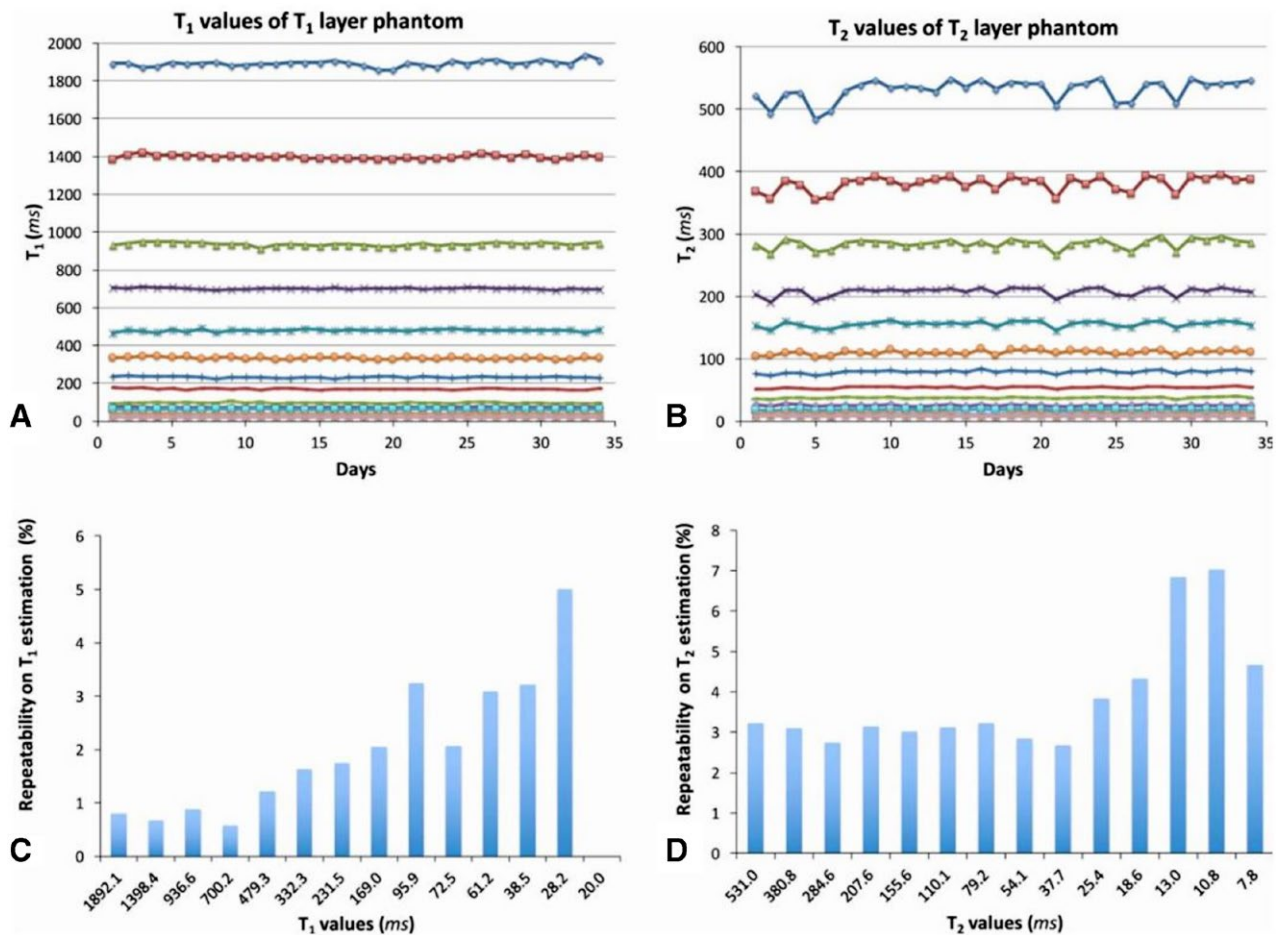 T1 values of T1 layer phantom
2000
1800
1600
1400
1200
1000
800
600
400
200
0
T1 (ms)
0 5 10 15 20 25 30 35
Days
A
T2 values of T2 layer phantom
600
500
400
300
200
100
0
T2 (ms)
0 5 10 15 20 25 30 35
Days
B
Repeatability on T1 estimation (%)
6
5
4
3
2
1
0
1892.1 1398.4 936.6 700.2 479.3 332.3 231.5 169.0 95.9 72.5 61.2 38.5 28.2 20.0
T1 values (ms)
C
Repeatability on T2 estimation (%)
8
7
6
5
4
3
2
1
0
531.0 380.8 284.6 207.6 155.6 110.1 79.2 54.1 37.7 25.4 18.6 13.0 10.8 7.8
T2 values (ms)
D